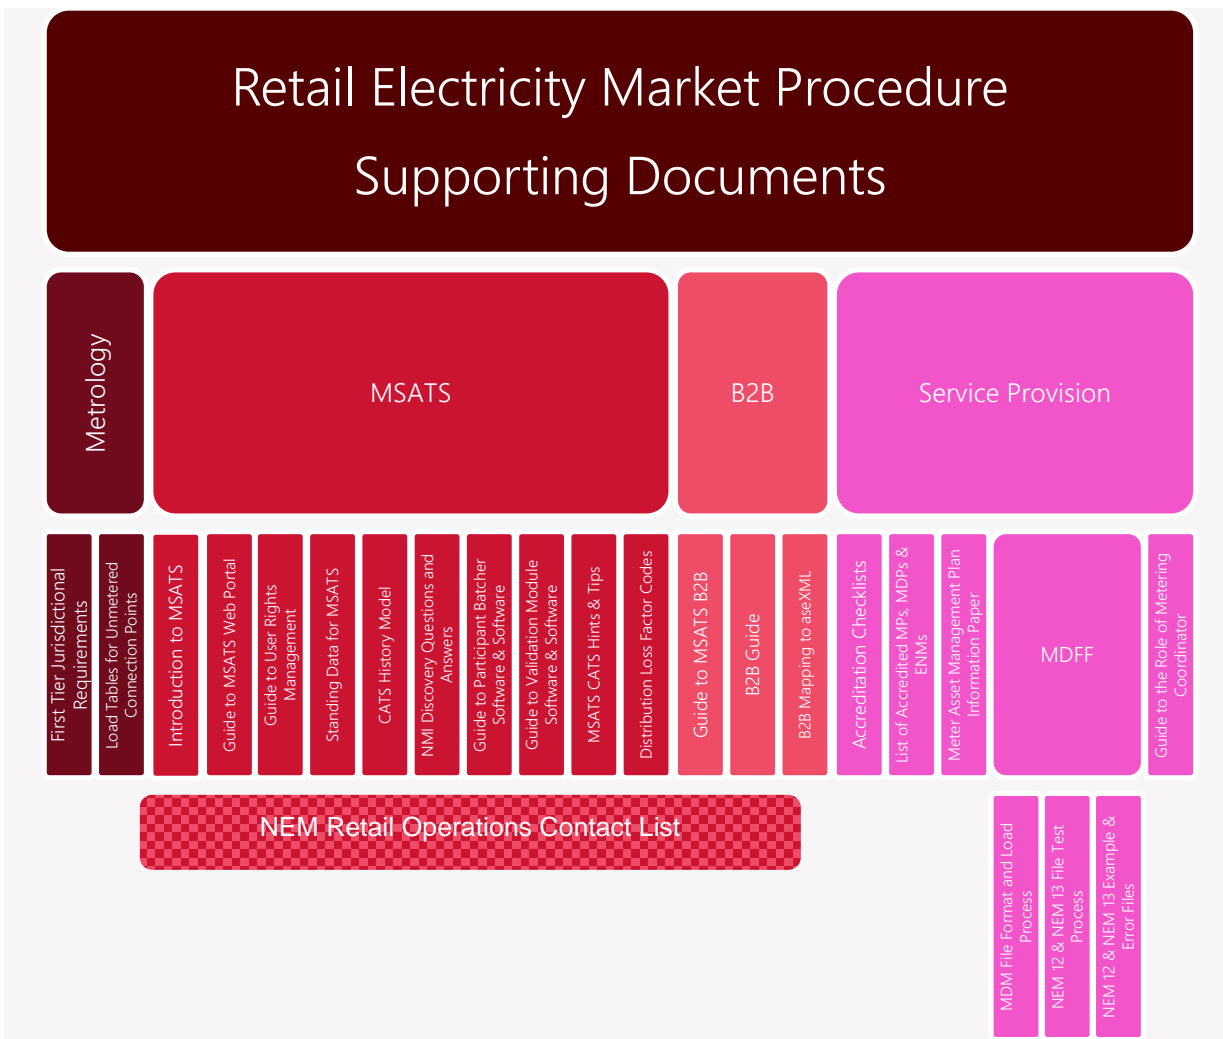 Retail Electricity Market Procedure
Supporting Documents
Metrology
MSATS
B2B
Service Provision
First Tier Jurisdictional
Requirements
Load Tables for Unmetered
Connection Points
Introduction to MSATS
Guide to MSATS Web Portal
Guide to User Rights
Management
Standing Data for MSATS
CATS History Model
NMI Discovery Questions and
Answers
Guide to Participant Batcher
Software & Software
Guide to Validation Module
Software & Software
MSATS CATS Hints & Tips
Distribution Loss Factor Codes
Guide to MSATS B2B
B2B Guide
B2B Mapping to aseXML
Accreditation Checklists
List of Accredited MPs, MDPs &
ENMs
Meter Asset Management Plan
Information Paper
MDFF
Guide to the Role of Metering
Coordinator
NEM Retail Operations Contact List
MDM File Format and Load
Process
NEM 12 & NEM 13 File Test
Process
NEM 12 & NEM 13 Example &
Error Files